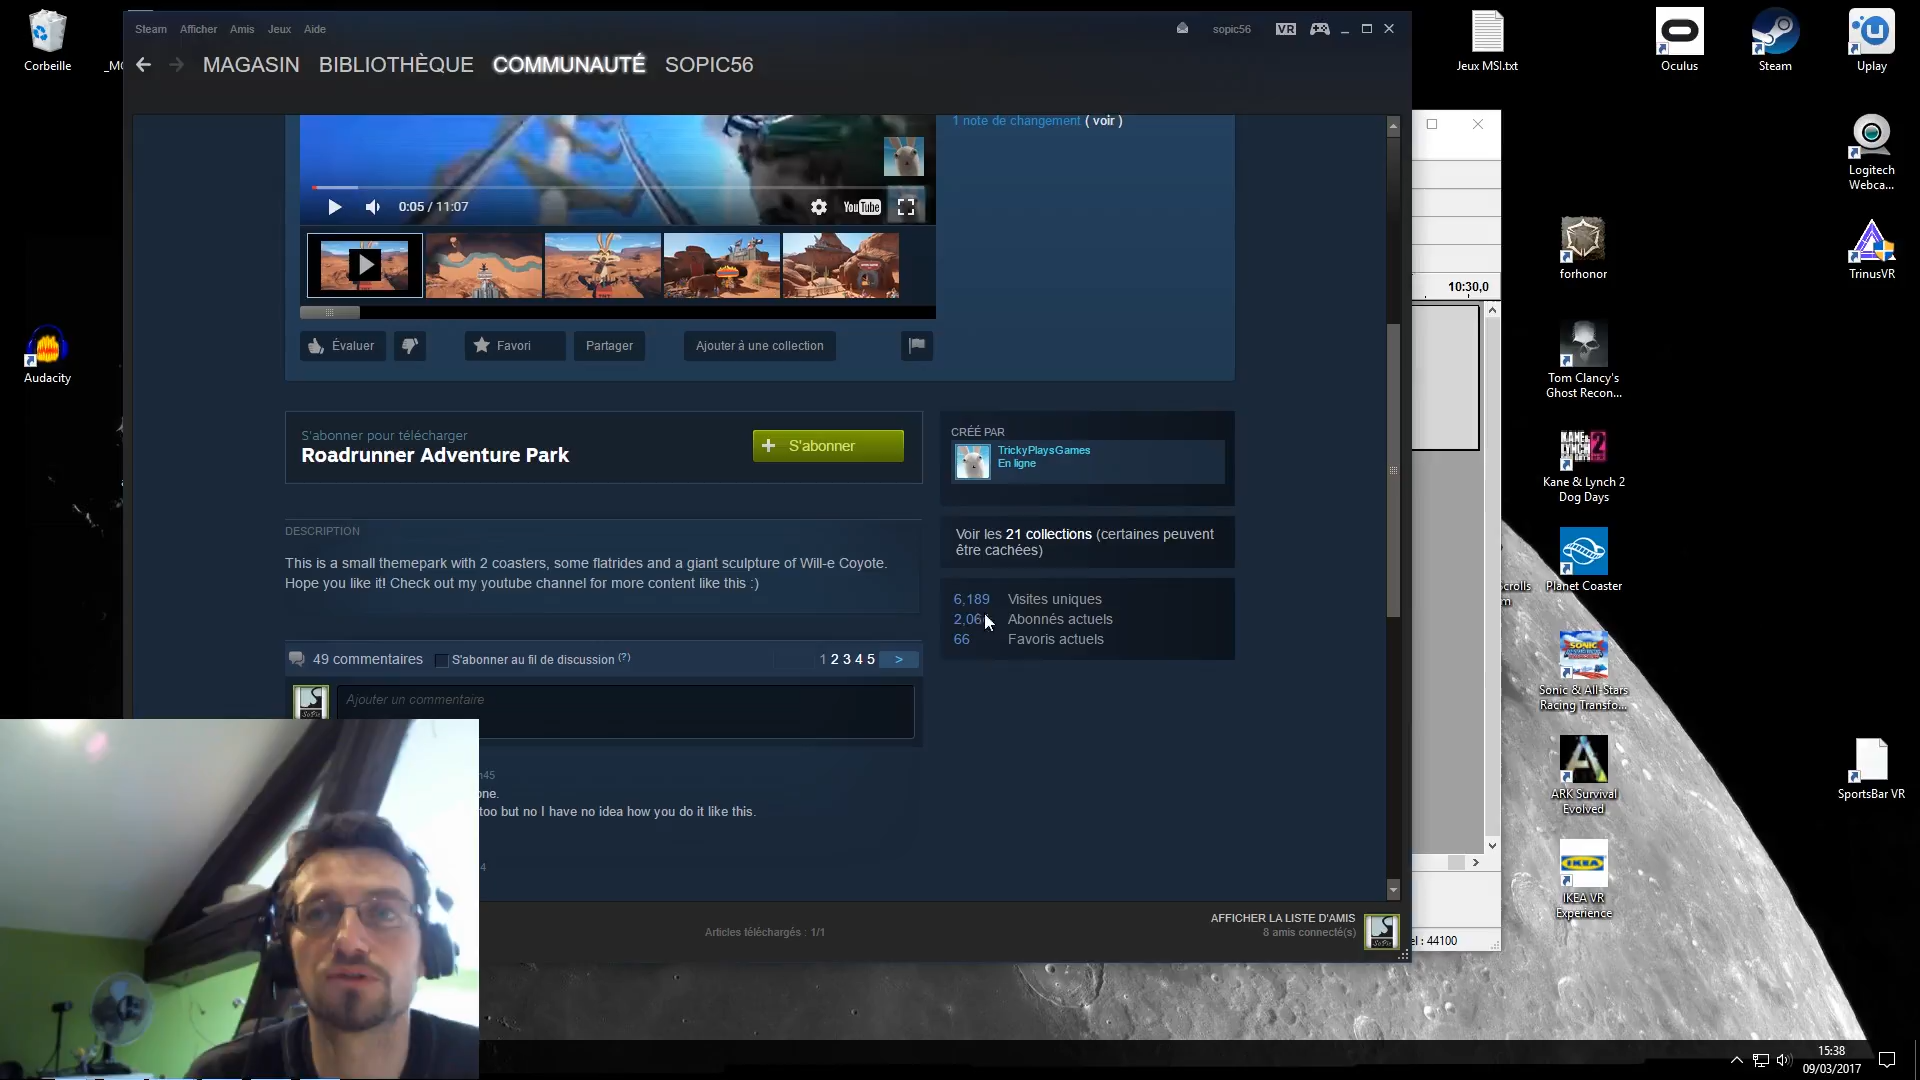 Steam Afficher Amis Jeux Aide
sopic56 VR
MAGASIN BIBLIOTHÈQUE COMMUNAUTÉ SOPIC56
1 note de changement ( voir )
0:05 / 11:07
YouTube
Évaluer
Favori
Partager
Ajouter à une collection
S'abonner pour télécharger
Roadrunner Adventure Park
+ S'abonner
CRÉÉ PAR
TrickyPlaysGames
En ligne
Voir les 21 collections (certaines peuvent
être cachées)
DESCRIPTION
This is a small themepark with 2 coasters, some flatrides and a giant sculpture of Will-e Coyote.
Hope you like it! Check out my youtube channel for more content like this :)
6,189 Visites uniques
Abonnés actuels
66 Favoris actuels
49 commentaires S'abonner au fil de discussion (?) 1 2 3 4 5 >
Ajouter un commentaire
one.
too but no I have no idea how you do it like this.
Articles téléchargés : 1/1
AFFICHER LA LISTE D'AMIS
8 amis connecté(s)
Corbeille
Audacity
Jeux MSI.txt
Oculus
Steam
Uplay
Logitech
Webca...
forhonor
TrinusVR
10:30,0
Tom Clancy's
Ghost Recon...
KANE&
LYNCH 2
Kane & Lynch 2
Dog Days
Planet Coaster
SONIC
Sonic & All-Stars
Racing Transfo...
ARK Survival
Evolved
SportsBar VR
IKEA
IKEA VR
Experience
el : 44100
15:38
09/03/2017